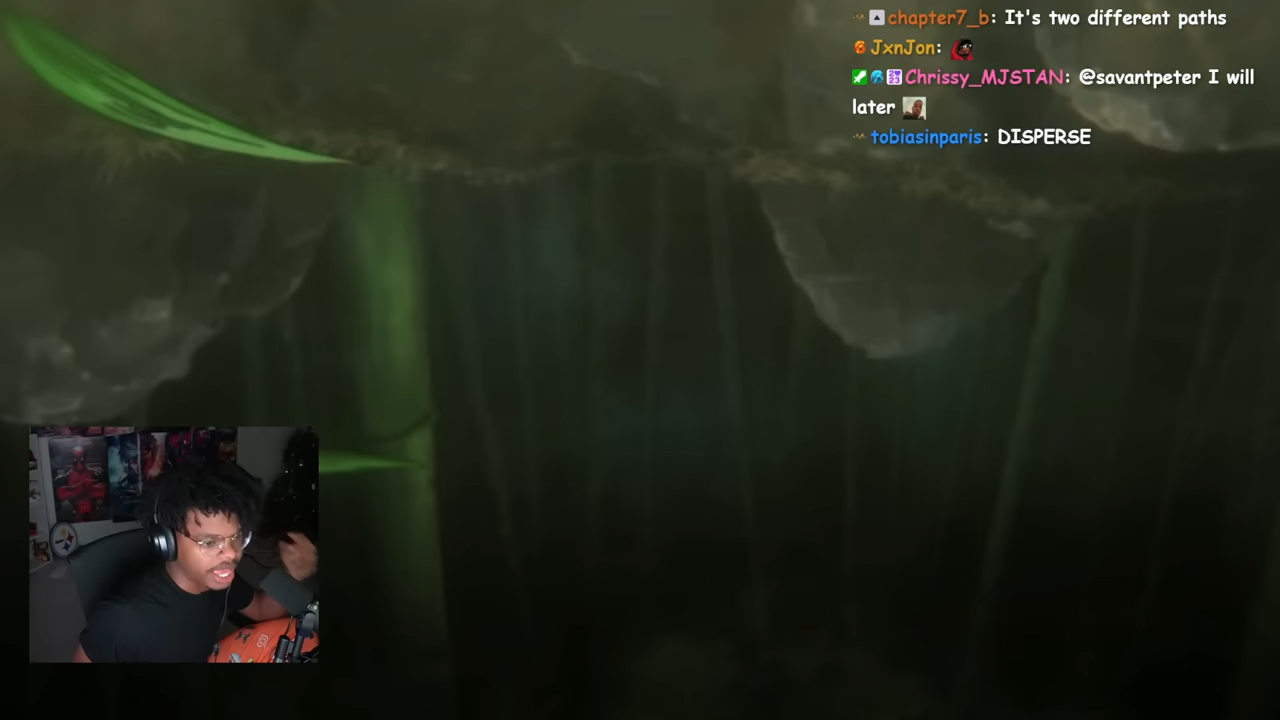 chapter7_b: It's two different paths
JxnJon:
Chrissy_MJSTAN: @savantpeter I will
later
tobiasinparis: DISPERSE